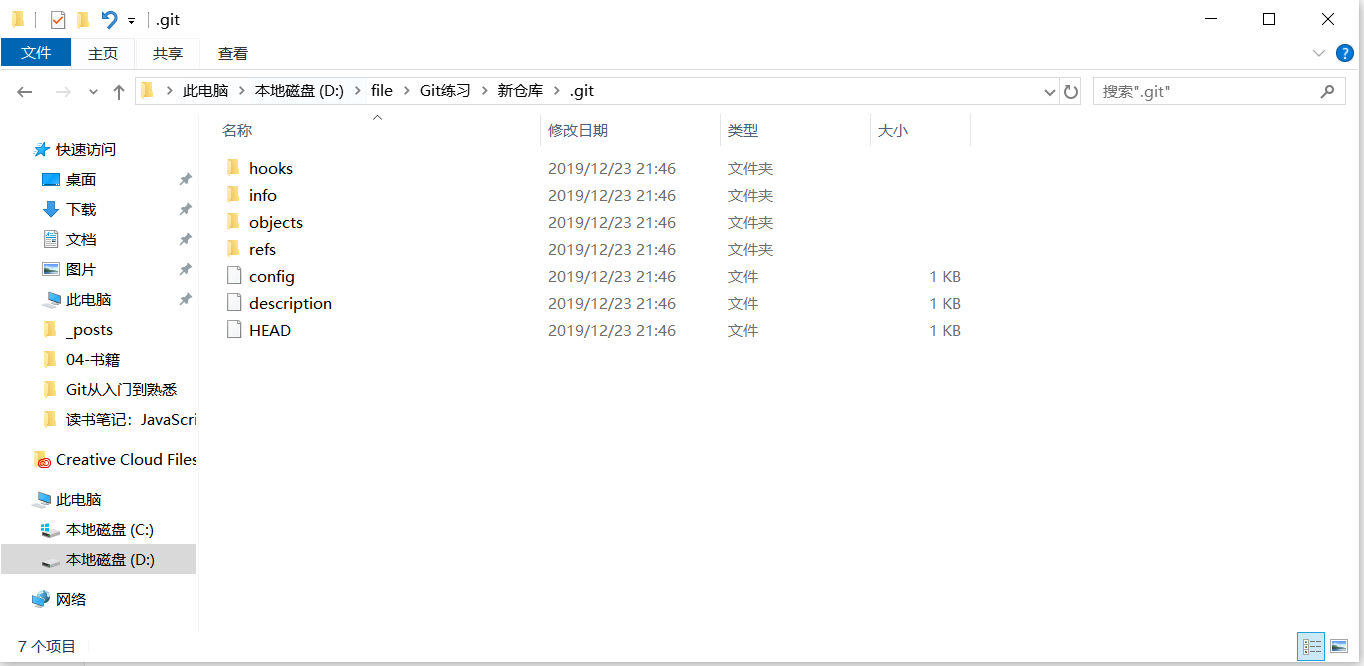 .git
文件 主页 共享 查看
此电脑 本地磁盘 (D:) file Git练习 新仓库 .git 搜索".git"
名称 修改日期 类型 大小
快速访问
桌面
下载
文档
图片
此电脑
_posts
04-书籍
Git从入门到熟悉
读书笔记：JavaScri
Creative Cloud Files
此电脑
本地磁盘 (C:)
本地磁盘 (D:)
网络
hooks 2019/12/23 21:46 文件夹
info 2019/12/23 21:46 文件夹
objects 2019/12/23 21:46 文件夹
refs 2019/12/23 21:46 文件夹
config 2019/12/23 21:46 文件 1 KB
description 2019/12/23 21:46 文件 1 KB
HEAD 2019/12/23 21:46 文件 1 KB
7 个项目